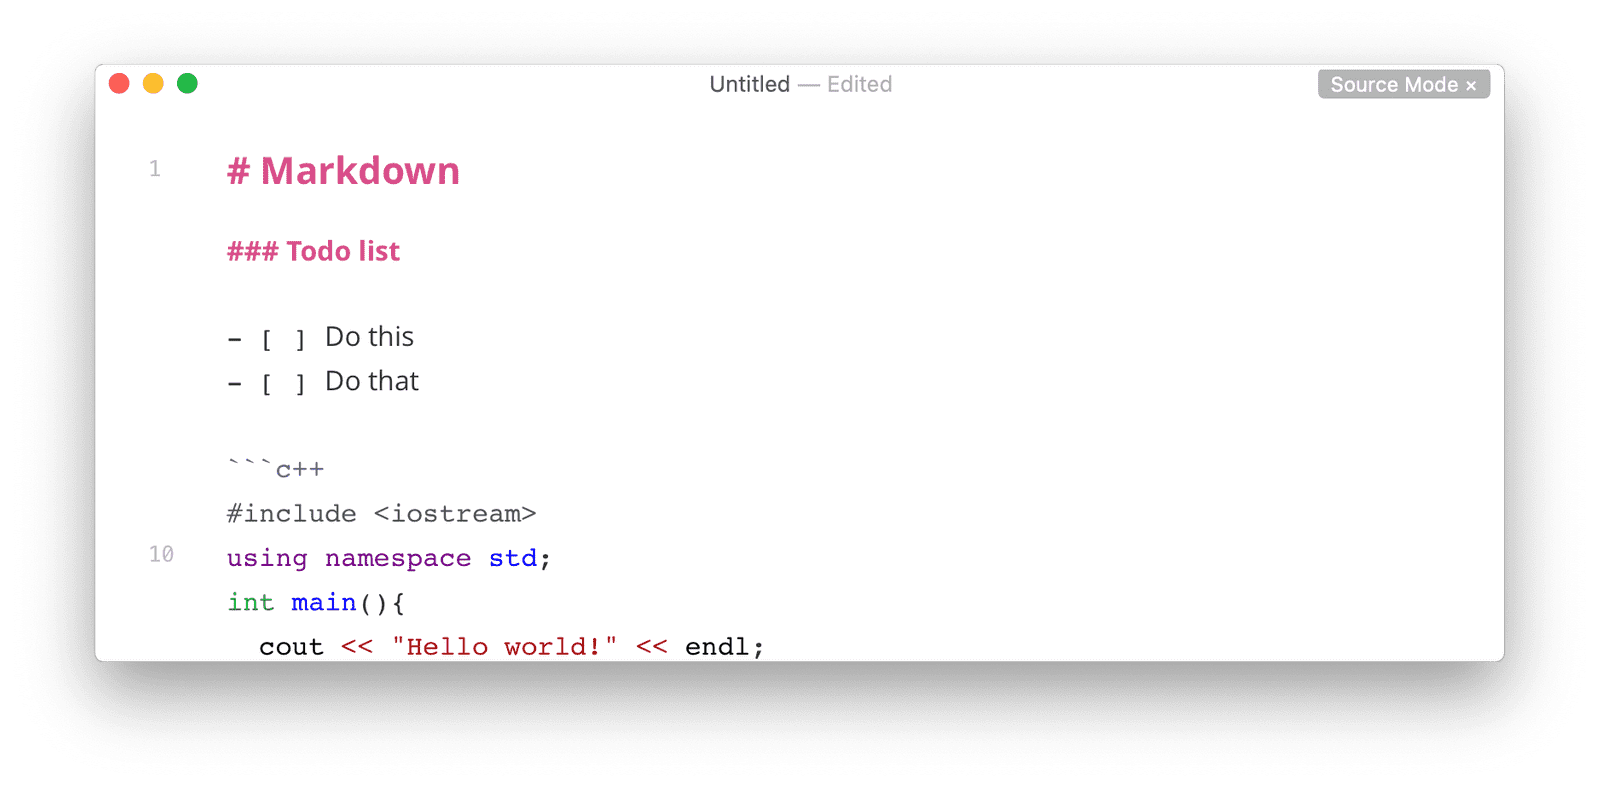 Untitled — Edited
Source Mode ×
1 # Markdown
### Todo list
- [ ] Do this
- [ ] Do that
```c++
#include <iostream>
10 using namespace std;
int main(){
  cout << "Hello world!" << endl;